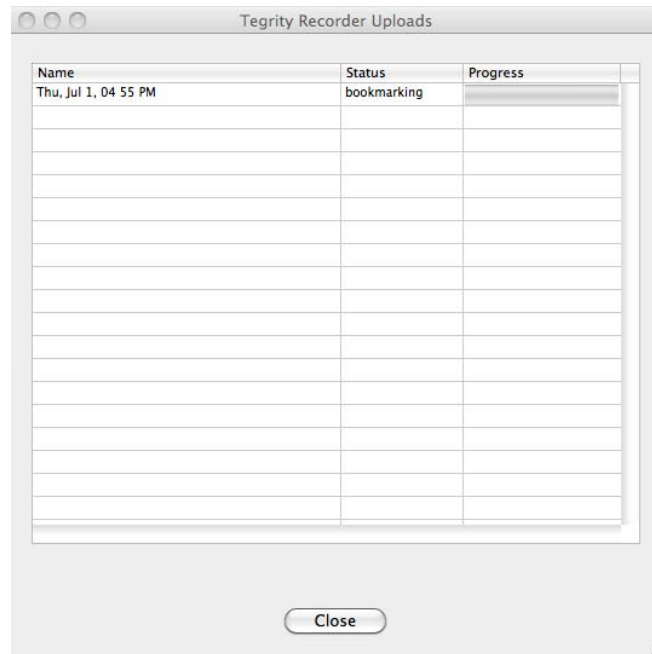 Tegrity Recorder Uploads
Name Status Progress
Thu, Jul 1, 04 55 PM bookmarking
Close